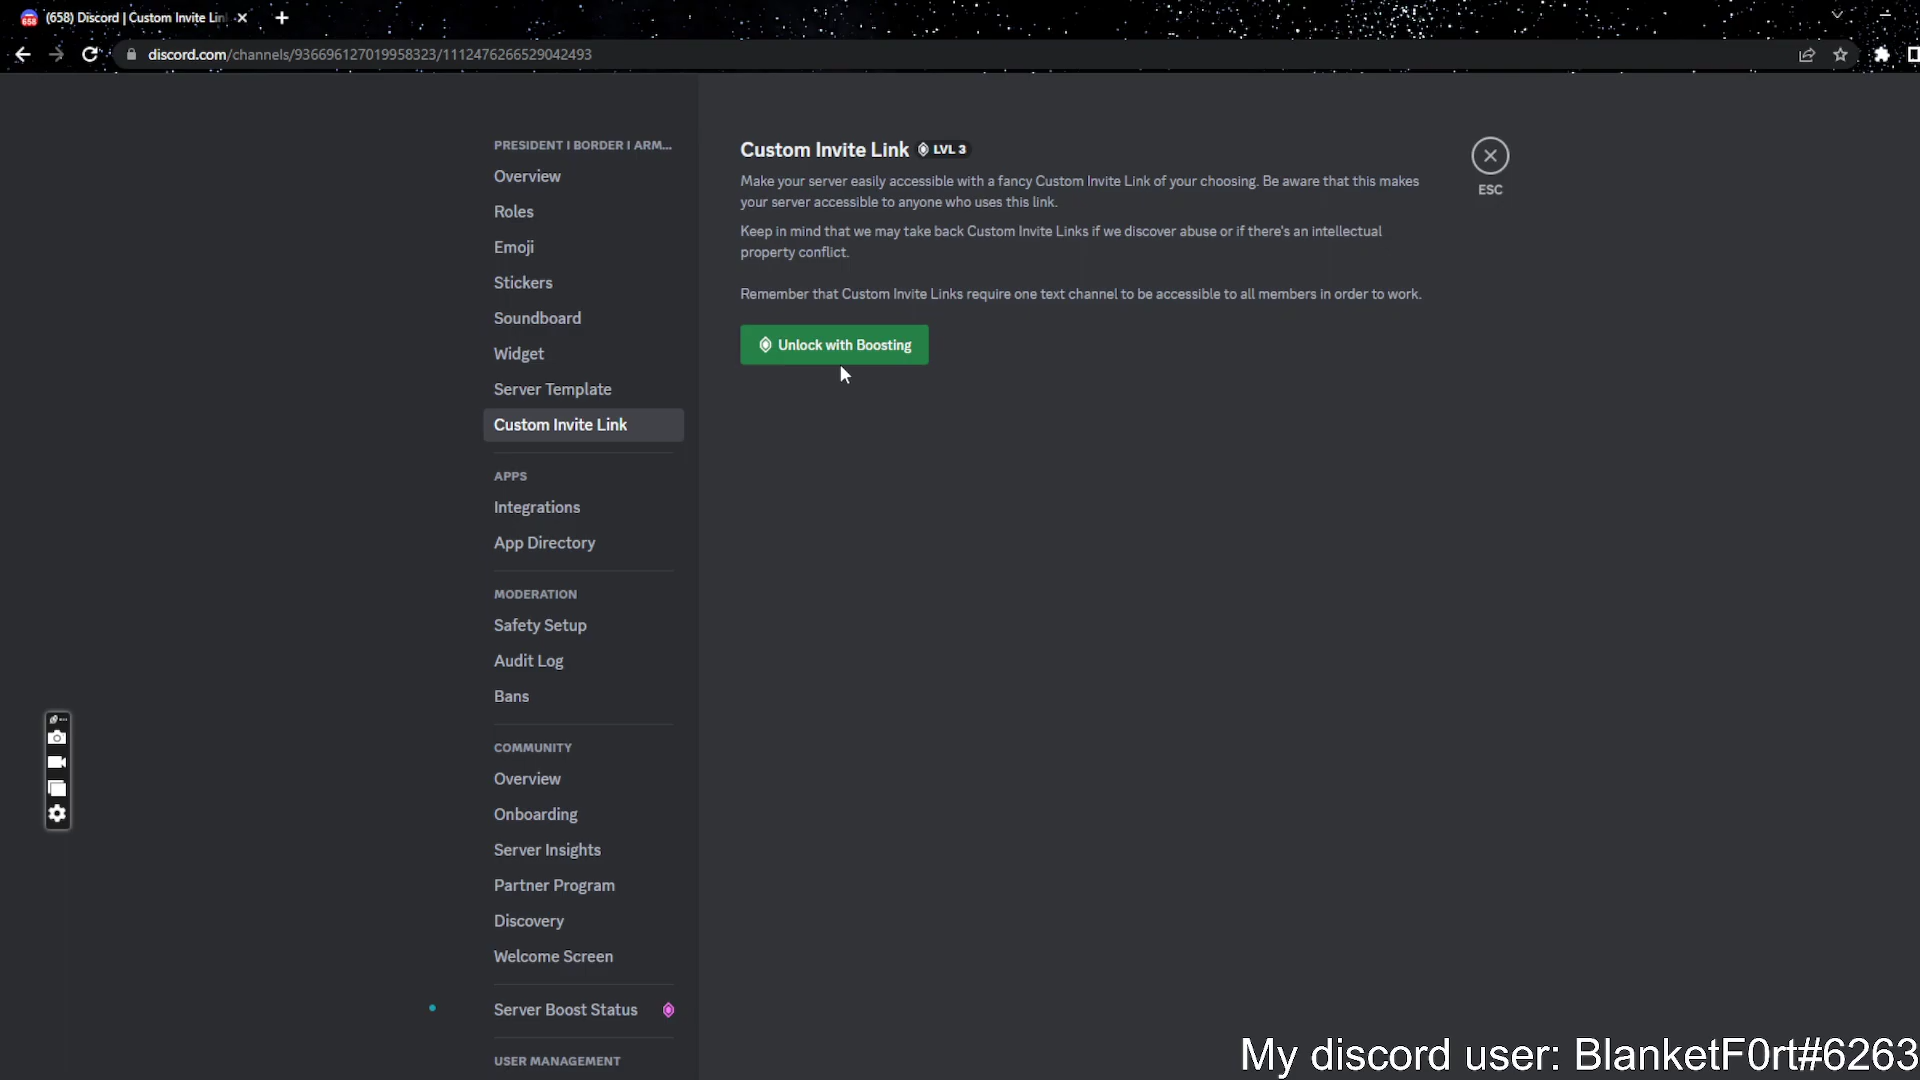 (658) Discord | Custom Invite Lin
discord.com/channels/936696127019958323/1112476266529042493
PRESIDENT I BORDER I ARM...
Overview
Roles
Emoji
Stickers
Soundboard
Widget
Server Template
Custom Invite Link
APPS
Integrations
App Directory
MODERATION
Safety Setup
Audit Log
Bans
COMMUNITY
Overview
Onboarding
Server Insights
Partner Program
Discovery
Welcome Screen
Server Boost Status
USER MANAGEMENT
Custom Invite Link LVL 3
Make your server easily accessible with a fancy Custom Invite Link of your choosing. Be aware that this makes
your server accessible to anyone who uses this link.
Keep in mind that we may take back Custom Invite Links if we discover abuse or if there's an intellectual
property conflict.
Remember that Custom Invite Links require one text channel to be accessible to all members in order to work.
Unlock with Boosting
ESC
My discord user: BlanketF0rt#6263